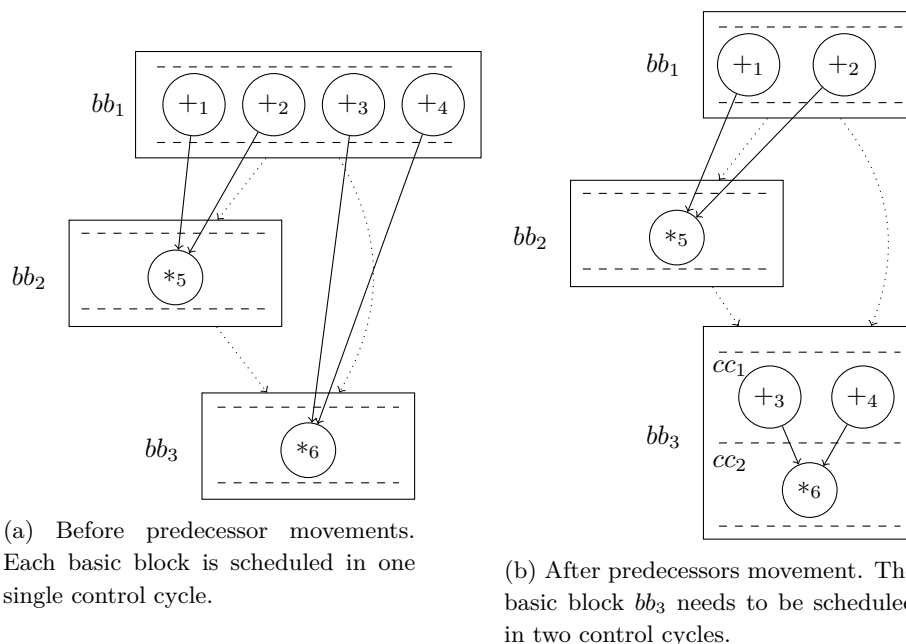 bb₁
+₁ +₂ +₃ +₄
bb₂
*₅
bb₃
*₆
(a) Before predecessor movements.
Each basic block is scheduled in one
single control cycle.
bb₁
+₁ +₂
bb₂
*₅
bb₃
cc₁
+₃ +₄
cc₂
*₆
(b) After predecessors movement.
basic block bb₃ needs to be scheduled
in two control cycles.